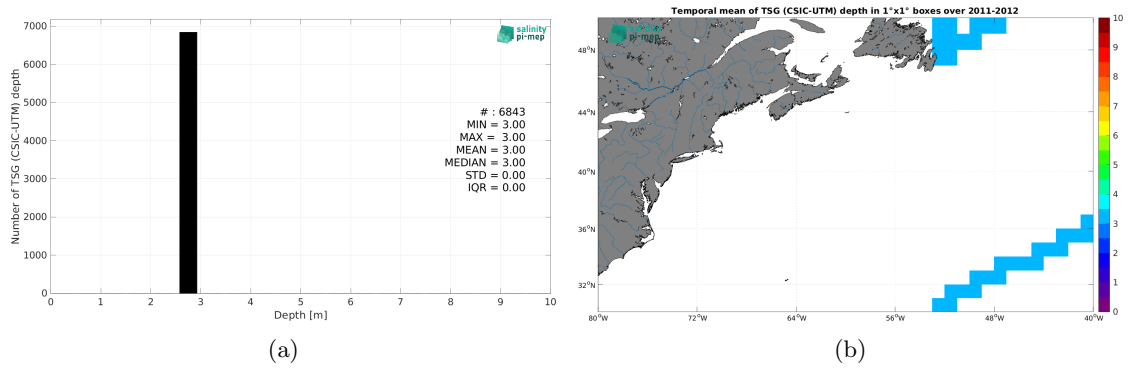 7000
6000
5000
4000
3000
2000
1000
0
Number of TSG (CSIC-UTM) depth
salinity
pi-mep
# : 6843
MIN = 3.00
MAX = 3.00
MEAN = 3.00
MEDIAN = 3.00
STD = 0.00
IQR = 0.00
0 1 2 3 4 5 6 7 8 9 10
Depth [m]
(a)
Temporal mean of TSG (CSIC-UTM) depth in 1°x1° boxes over 2011-2012
salinity
pi-mep
48°N
44°N
40°N
36°N
32°N
80°W 72°W 64°W 56°W 48°W 40°W
10
9
8
7
6
5
4
3
2
1
0
(b)